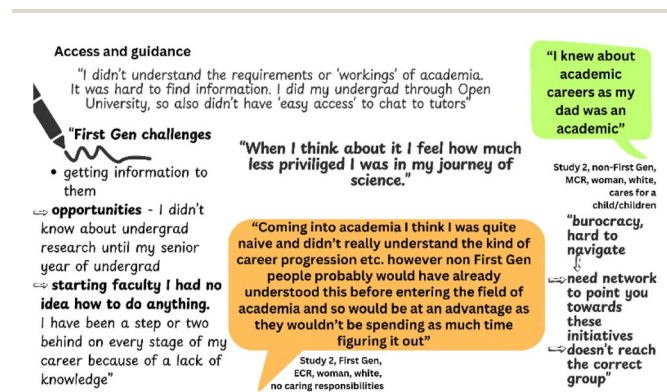 Access and guidance
"I didn't understand the requirements or 'workings' of academia.
It was hard to find information. I did my undergrad through Open
University, so also didn't have 'easy access' to chat to tutors"
"First Gen challenges
• getting information to
them
⇨ opportunities - I didn't
know about undergrad
research until my senior
year of undergrad
⇨ starting faculty I had no
idea how to do anything.
I have been a step or two
behind on every stage of my
career because of a lack of
knowledge"
"When I think about it I feel how much
less priviliged I was in my journey of
science."
"Coming into academia I think I was quite
naive and didn't really understand the kind of
career progression etc. however non First Gen
people probably would have already
understood this before entering the field of
academia and so would be at an advantage as
they wouldn't be spending as much time
figuring it out"
Study 2, First Gen,
ECR, woman, white,
no caring responsibilities
"I knew about
academic
careers as my
dad was an
academic"
Study 2, non-First Gen,
MCR, woman, white,
cares for a
child/children
"burocracy,
hard to
navigate
⇨need network
to point you
towards
these
initiatives
⇨doesn't reach
the correct
group"